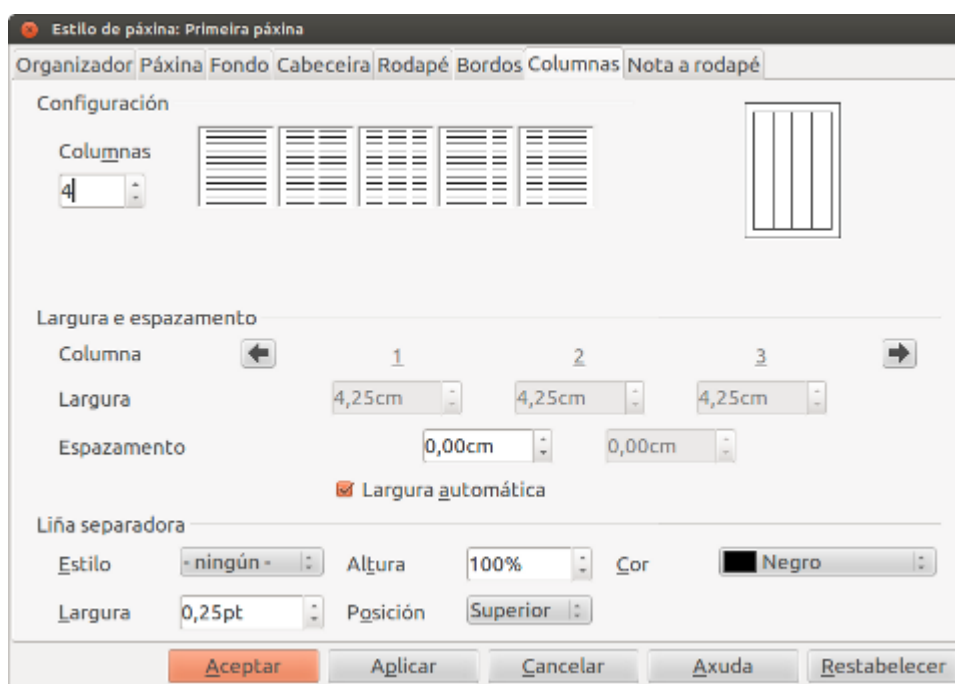 Estilo de páxina: Primeira páxina
Organizador Páxina Fondo Cabeceira Rodapé Bordos Columnas Nota a rodapé
Configuración
Columnas
4
Largura e espazamento
Columna 1 2 3
Largura 4,25cm 4,25cm 4,25cm
Espazamento 0,00cm 0,00cm
Largura automática
Liña separadora
Estilo - ningún - Altura 100% Cor Negro
Largura 0,25pt Posición Superior
Aceptar Aplicar Cancelar Axuda Restabelecer